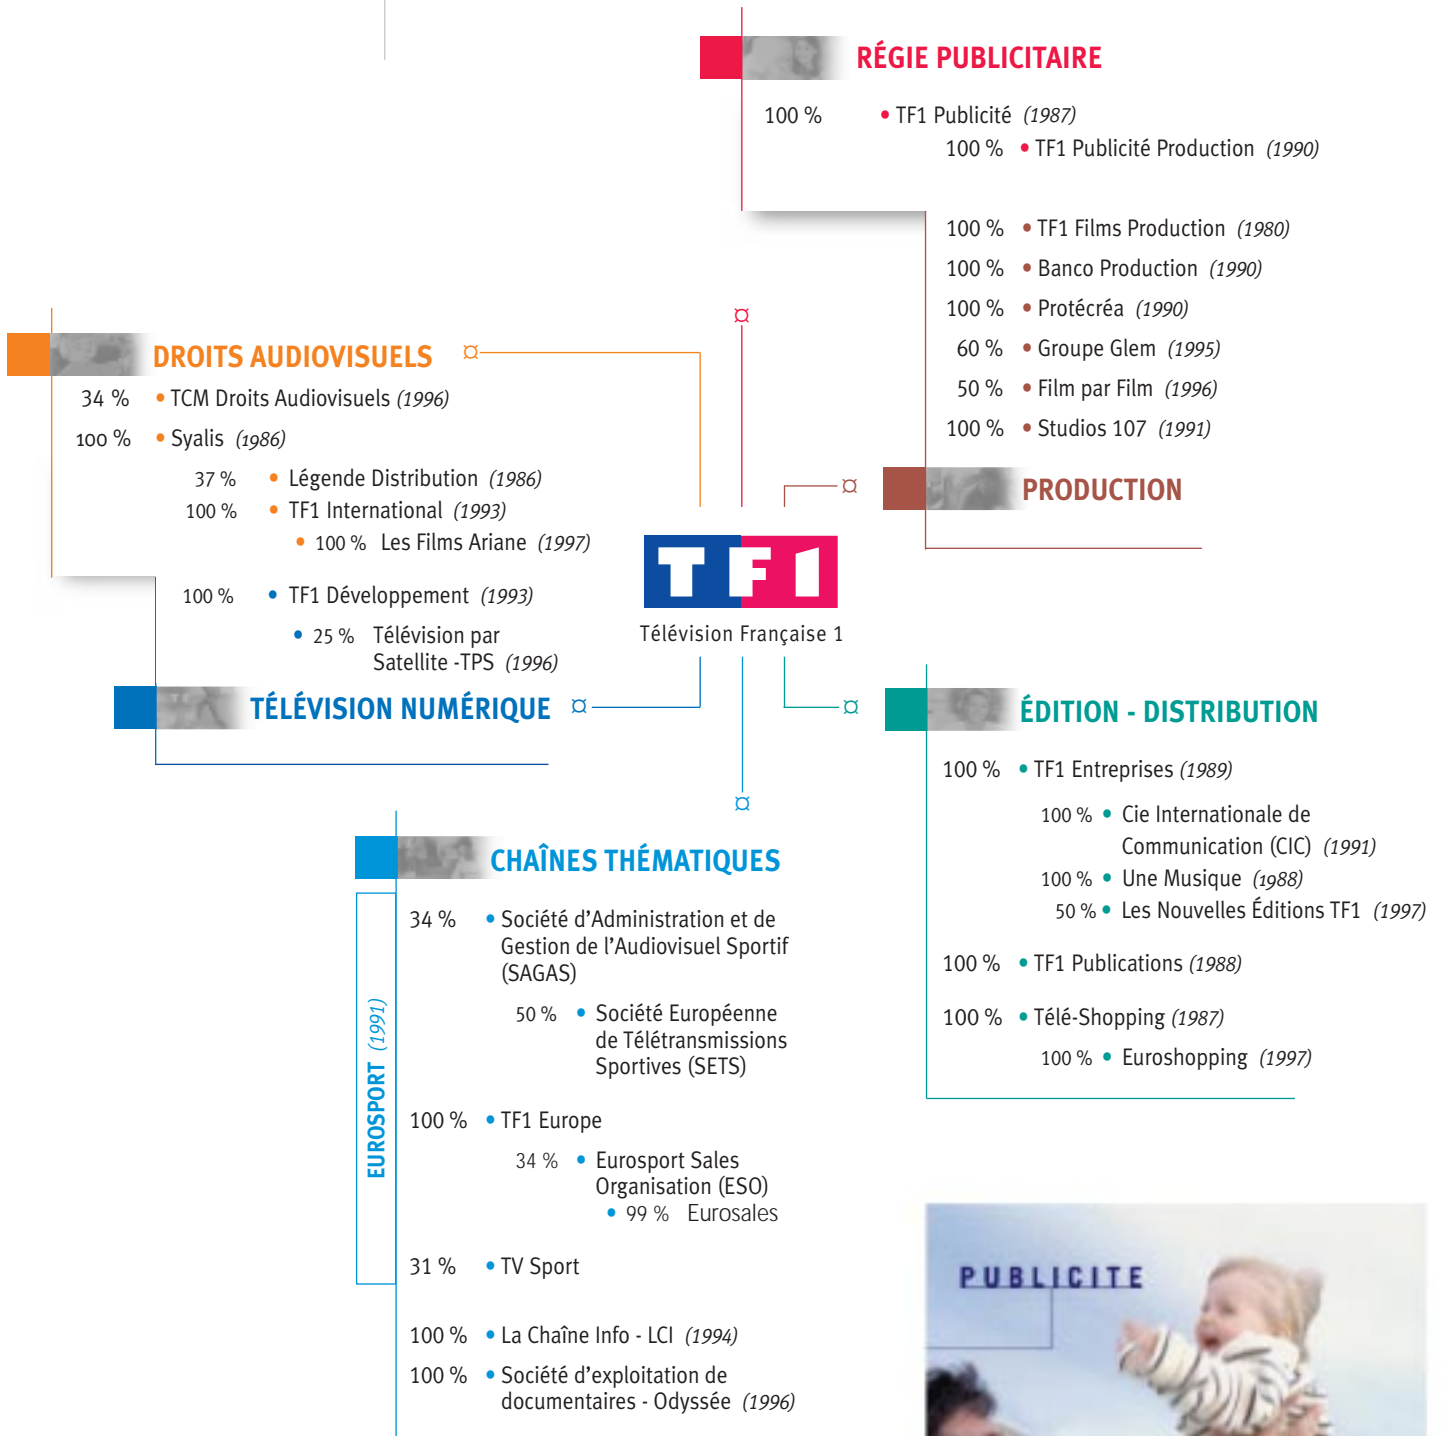 RÉGIE PUBLICITAIRE
100 % • TF1 Publicité (1987)
100 % • TF1 Publicité Production (1990)
100 % • TF1 Films Production (1980)
100 % • Banco Production (1990)
100 % • Protécréa (1990)
60 % • Groupe Glem (1995)
50 % • Film par Film (1996)
100 % • Studios 107 (1991)
PRODUCTION
DROITS AUDIOVISUELS
34 % • TCM Droits Audiovisuels (1996)
100 % • Syalis (1986)
37 % • Légende Distribution (1986)
100 % • TF1 International (1993)
• 100 % Les Films Ariane (1997)
100 % • TF1 Développement (1993)
• 25 % Télévision par
Satellite -TPS (1996)
TÉLÉVISION NUMÉRIQUE
TF1
Télévision Française 1
ÉDITION - DISTRIBUTION
100 % • TF1 Entreprises (1989)
100 % • Cie Internationale de
Communication (CIC) (1991)
100 % • Une Musique (1988)
50 % • Les Nouvelles Éditions TF1 (1997)
100 % • TF1 Publications (1988)
100 % • Télé-Shopping (1987)
100 % • Euroshopping (1997)
CHAÎNES THÉMATIQUES
EUROSPORT (1991)
34 % • Société d’Administration et de
Gestion de l’Audiovisuel Sportif
(SAGAS)
50 % • Société Européenne
de Télétransmissions
Sportives (SETS)
100 % • TF1 Europe
34 % • Eurosport Sales
Organisation (ESO)
• 99 % Eurosales
31 % • TV Sport
100 % • La Chaîne Info - LCI (1994)
100 % • Société d’exploitation de
documentaires - Odyssée (1996)
PUBLICITE